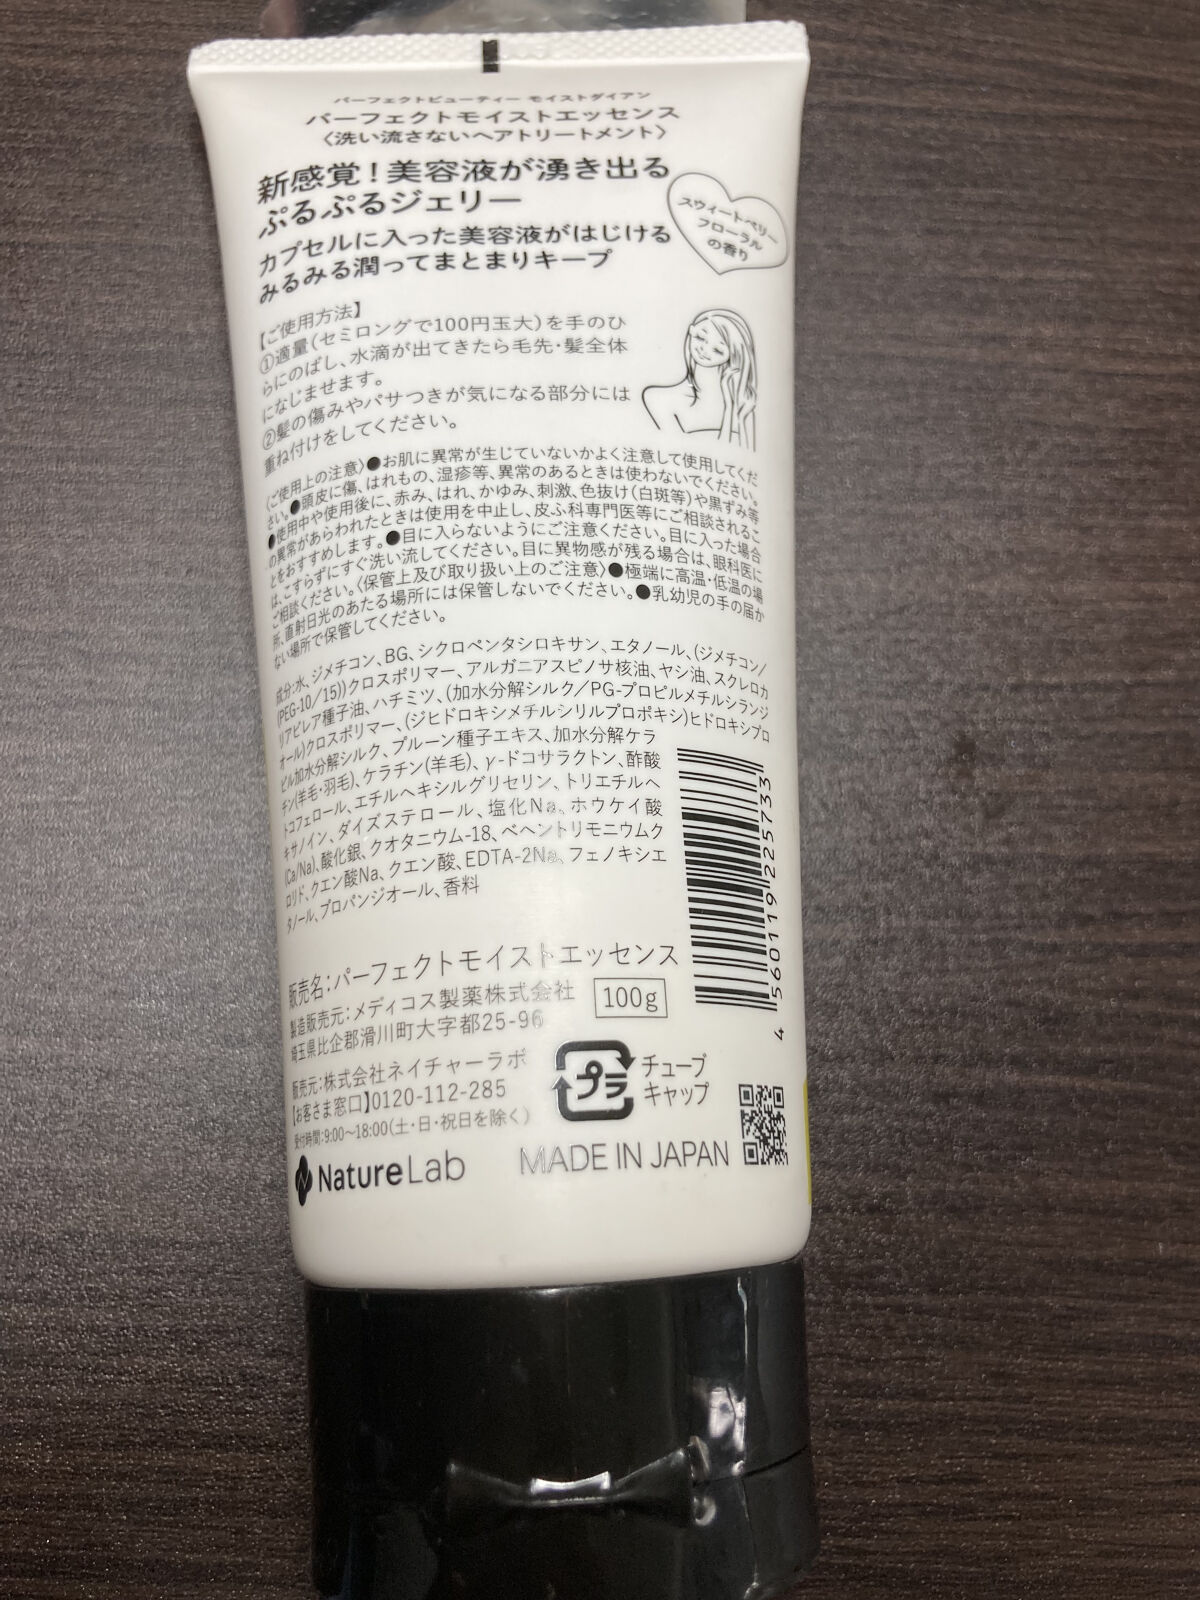 パーフェクトビューティー モイストダイアン
パーフェクトモイストエッセンス
〈洗い流さないヘアトリートメント〉
新感覚!美容液が湧き出る
ぷるぷるジェリー
カプセルに入った美容液がはじける
みるみる潤ってまとまりキープ
スウィートベリー
フローラル
の香り
【ご使用方法】
①適量(セミロングで100円玉大)を手のひ
らにのばし、水滴が出てきたら毛先・髪全体
になじませます。
②髪の傷みやパサつきが気になる部分には
重ね付けをしてください。
〈ご使用上の注意〉●お肌に異常が生じていないかよく注意して使用してくだ
さい。●頭皮に傷、はれもの、湿疹等、異常のあるときは使わないでください。
●使用中や使用後に、赤み、はれ、かゆみ、刺激、色抜け(白斑等)や黒ずみ等
の異常があらわれたときは使用を中止し、皮ふ科専門医等にご相談されるこ
とをおすすめします。●目に入らないようにご注意ください。目に入った場合
は、こすらずにすぐ洗い流してください。目に異物感が残る場合は、眼科医に
ご相談ください。〈保管上及び取り扱い上のご注意〉●極端に高温・低温の場
所、直射日光のあたる場所には保管しないでください。●乳幼児の手の届か
ない場所で保管してください。
成分:水、ジメチコン、BG、シクロペンタシロキサン、エタノール、(ジメチコン/
(PEG-10/15))クロスポリマー、アルガニアスピノサ核油、ヤシ油、スクレロカ
リアビレア種子油、ハチミツ、(加水分解シルク/PG-プロピルメチルシランジ
オール)クロスポリマー、(ジヒドロキシメチルシリルプロポキシ)ヒドロキシプロ
ピル加水分解シルク、プルーン種子エキス、加水分解ケラ
チン(羊毛・羽毛)、ケラチン(羊毛)、γ-ドコサラクトン、酢酸
トコフェロール、エチルヘキシルグリセリン、トリエチルヘ
キサノイン、ダイズステロール、塩化Na、ホウケイ酸
(Ca/Na)、酸化銀、クオタニウム-18、ベヘントリモニウムク
ロリド、クエン酸Na、クエン酸、EDTA-2Na、フェノキシエ
タノール、プロパンジオール、香料
販売名:パーフェクトモイストエッセンス
製造販売元:メディコス製薬株式会社
埼玉県比企郡滑川町大字都25-96
100g
販売元:株式会社ネイチャーラボ
【お客さま窓口】0120-112-285
受付時間:9:00〜18:00(土・日・祝日を除く)
プラ
チューブ
キャップ
NatureLab
MADE IN JAPAN
4 560119 225733